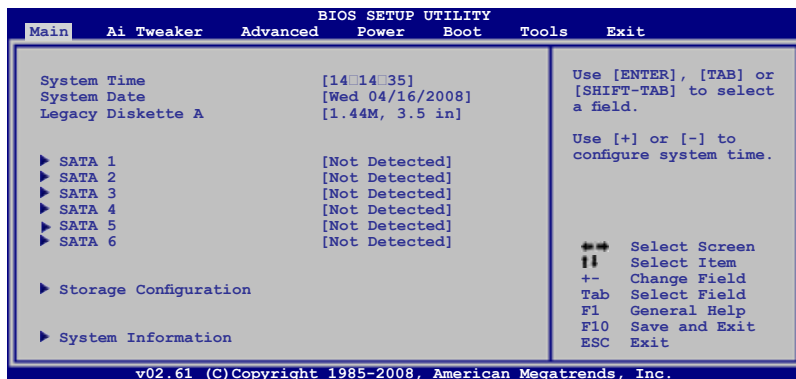 BIOS SETUP UTILITY
Main Ai Tweaker Advanced Power Boot Tools Exit
System Time [14□14□35]
System Date [Wed 04/16/2008]
Legacy Diskette A [1.44M, 3.5 in]
SATA 1 [Not Detected]
SATA 2 [Not Detected]
SATA 3 [Not Detected]
SATA 4 [Not Detected]
SATA 5 [Not Detected]
SATA 6 [Not Detected]
Storage Configuration
System Information
Use [ENTER], [TAB] or
[SHIFT-TAB] to select
a field.
Use [+] or [-] to
configure system time.
←→ Select Screen
↑↓ Select Item
+- Change Field
Tab Select Field
F1 General Help
F10 Save and Exit
ESC Exit
v02.61 (C)Copyright 1985-2008, American Megatrends, Inc.